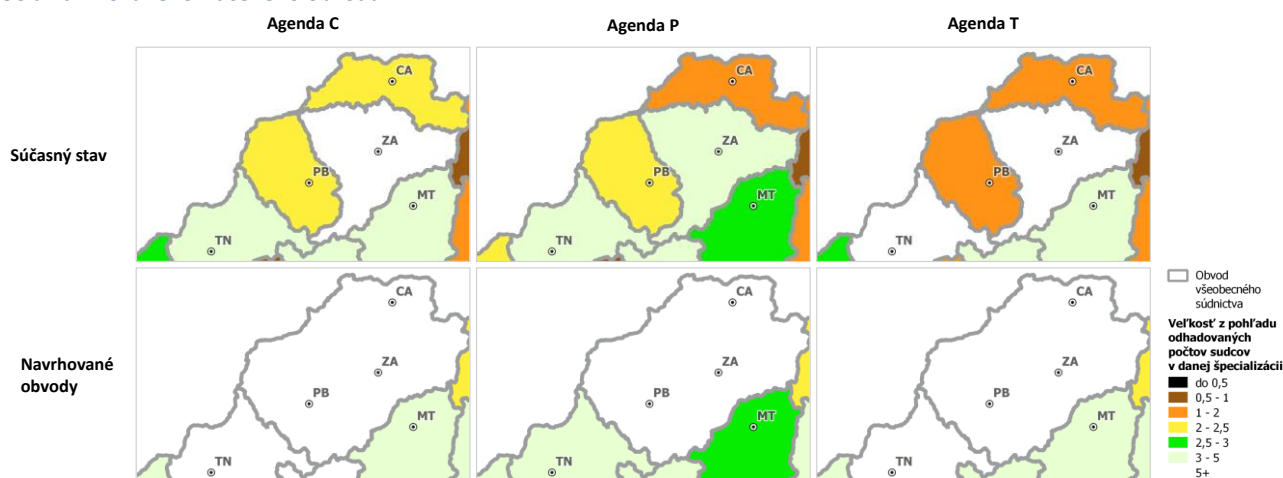 Agenda C
Agenda P
Agenda T
Súčasný stav
CA
ZA
PB
MT
TN
CA
ZA
PB
MT
TN
CA
ZA
PB
MT
TN
Navrhované
obvody
CA
ZA
PB
MT
TN
CA
ZA
PB
MT
TN
CA
ZA
PB
MT
TN
Obvod
všeobecného
súdnictva
Veľkosť z pohľadu
odhadovaných
počtov sudcov
v danej špecializácii
do 0,5
0,5 - 1
1 - 2
2 - 2,5
2,5 - 3
3 - 5
5+